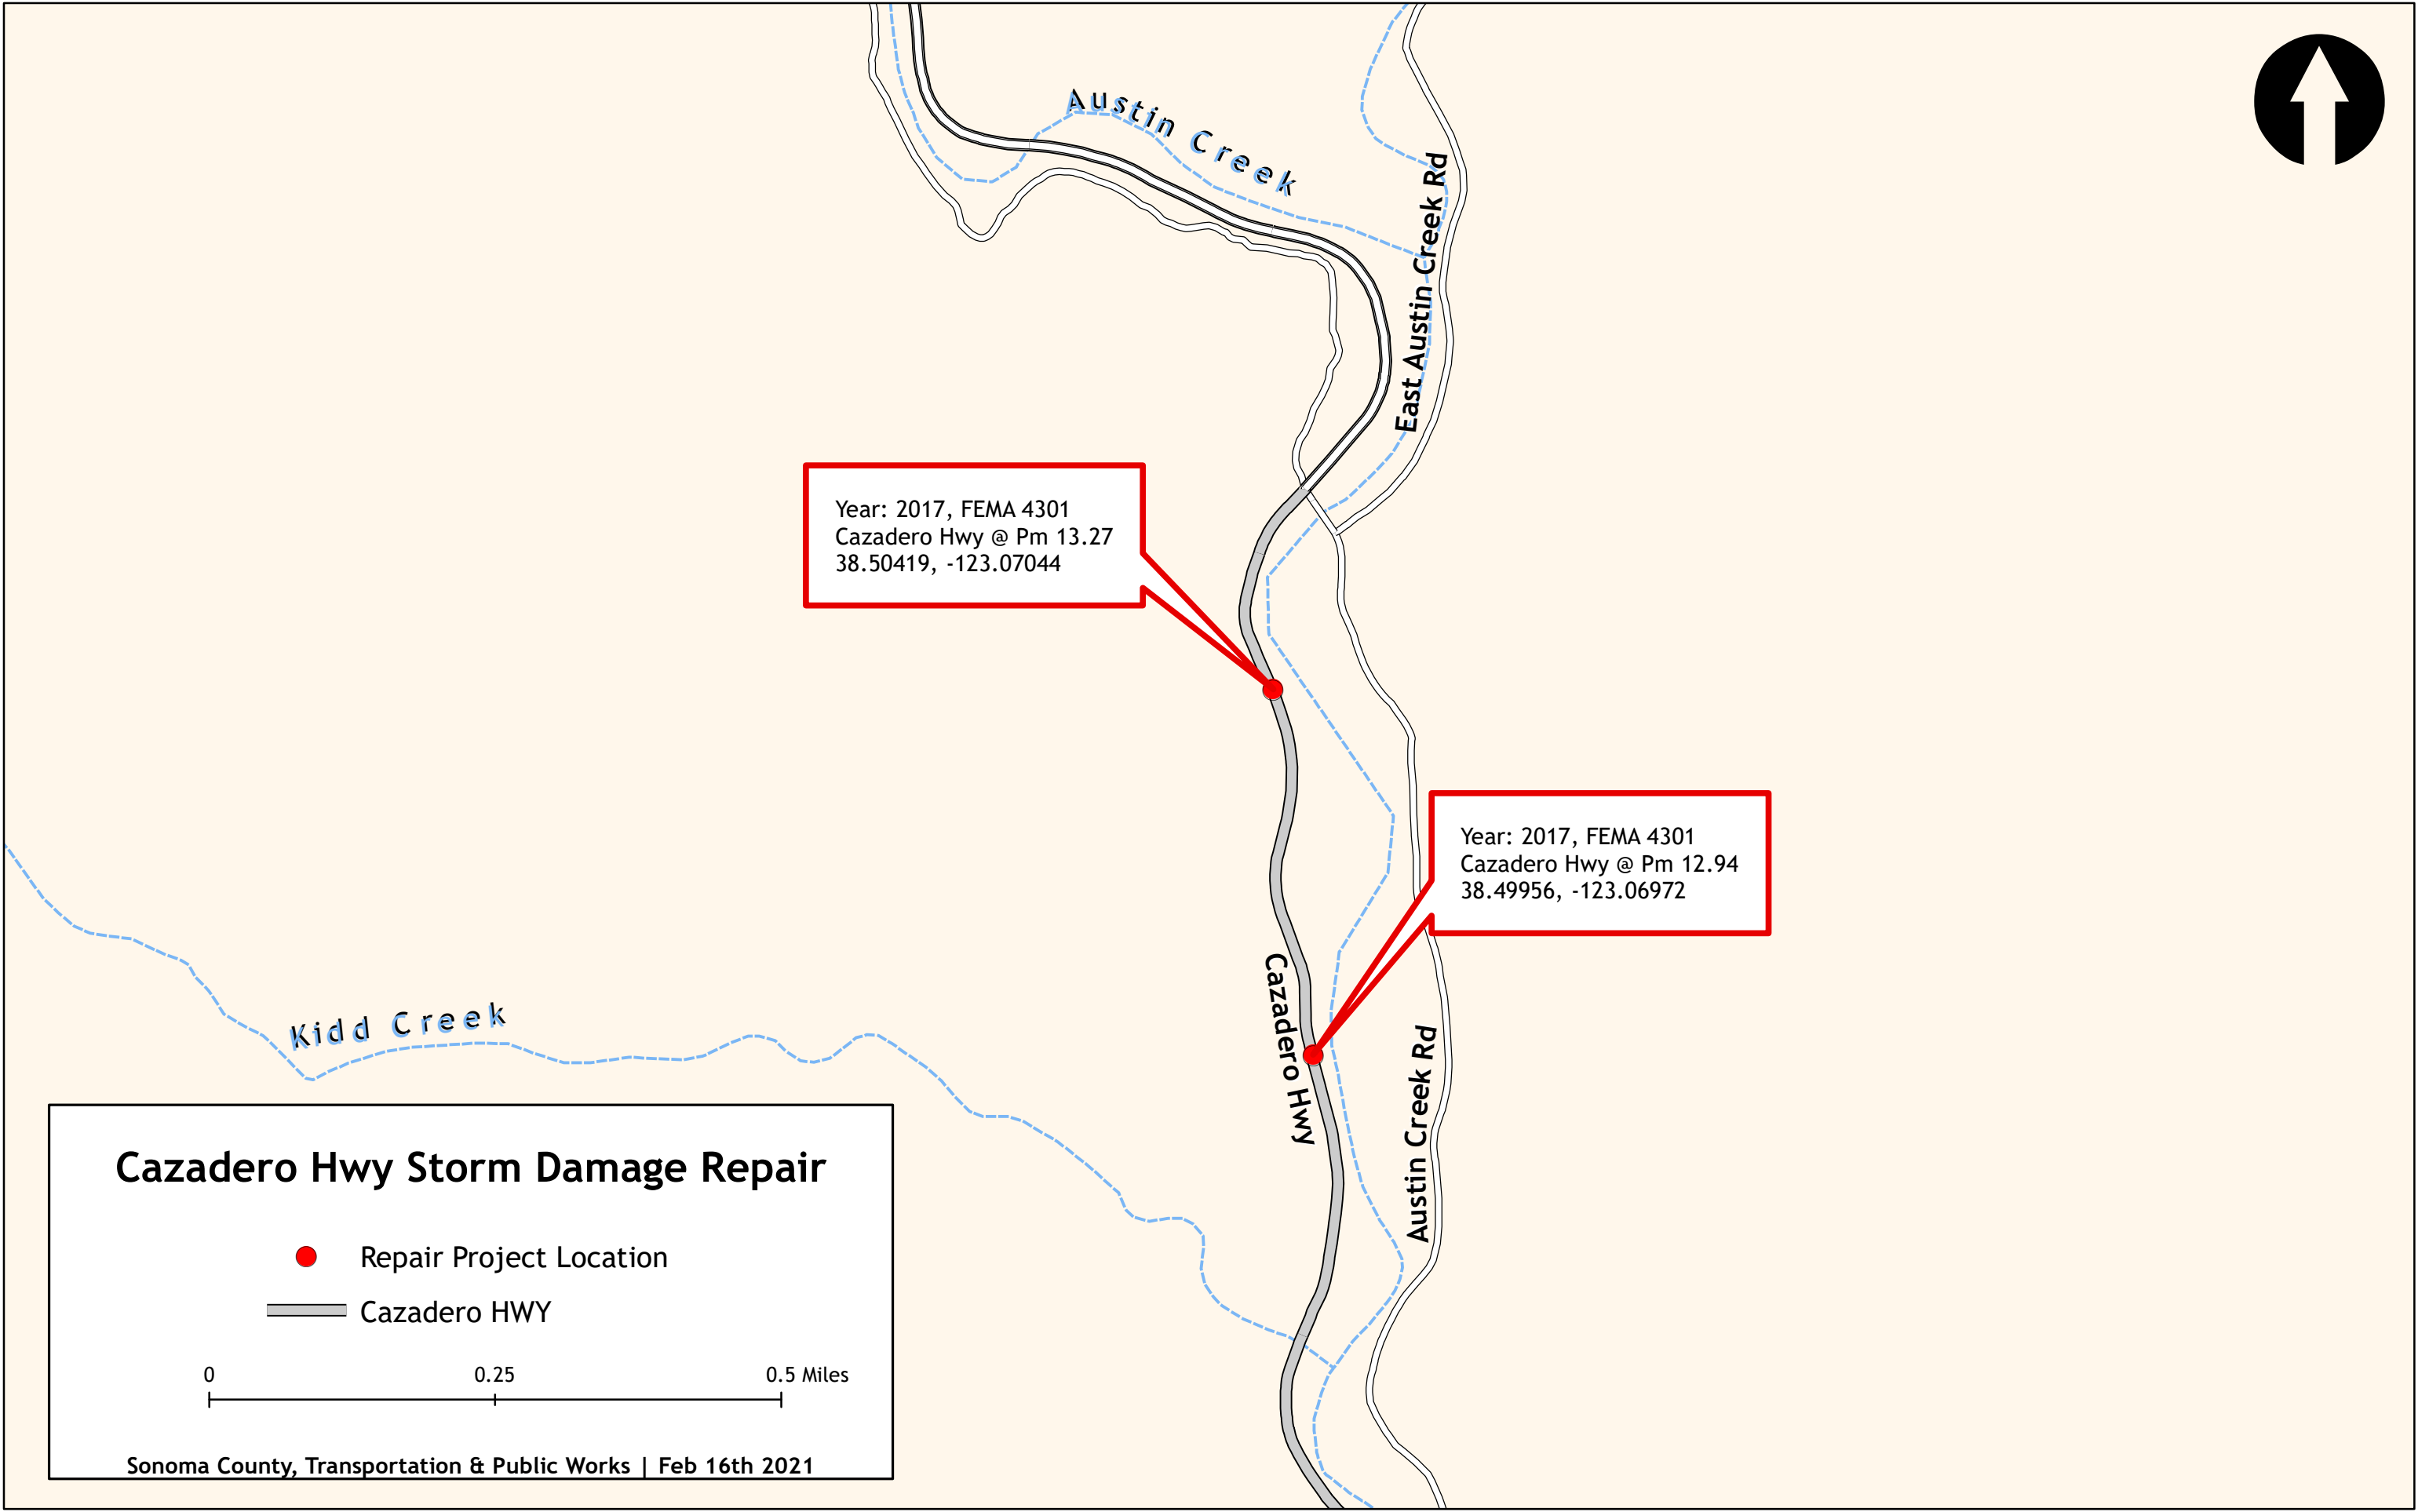 Austin Creek
East Austin Creek Rd
Year: 2017, FEMA 4301
Cazadero Hwy @ Pm 13.27
38.50419, -123.07044
Year: 2017, FEMA 4301
Cazadero Hwy @ Pm 12.94
38.49956, -123.06972
Cazadero Hwy
Austin Creek Rd
Kidd Creek
Cazadero Hwy Storm Damage Repair
Repair Project Location
Cazadero HWY
0 0.25 0.5 Miles
Sonoma County, Transportation & Public Works | Feb 16th 2021